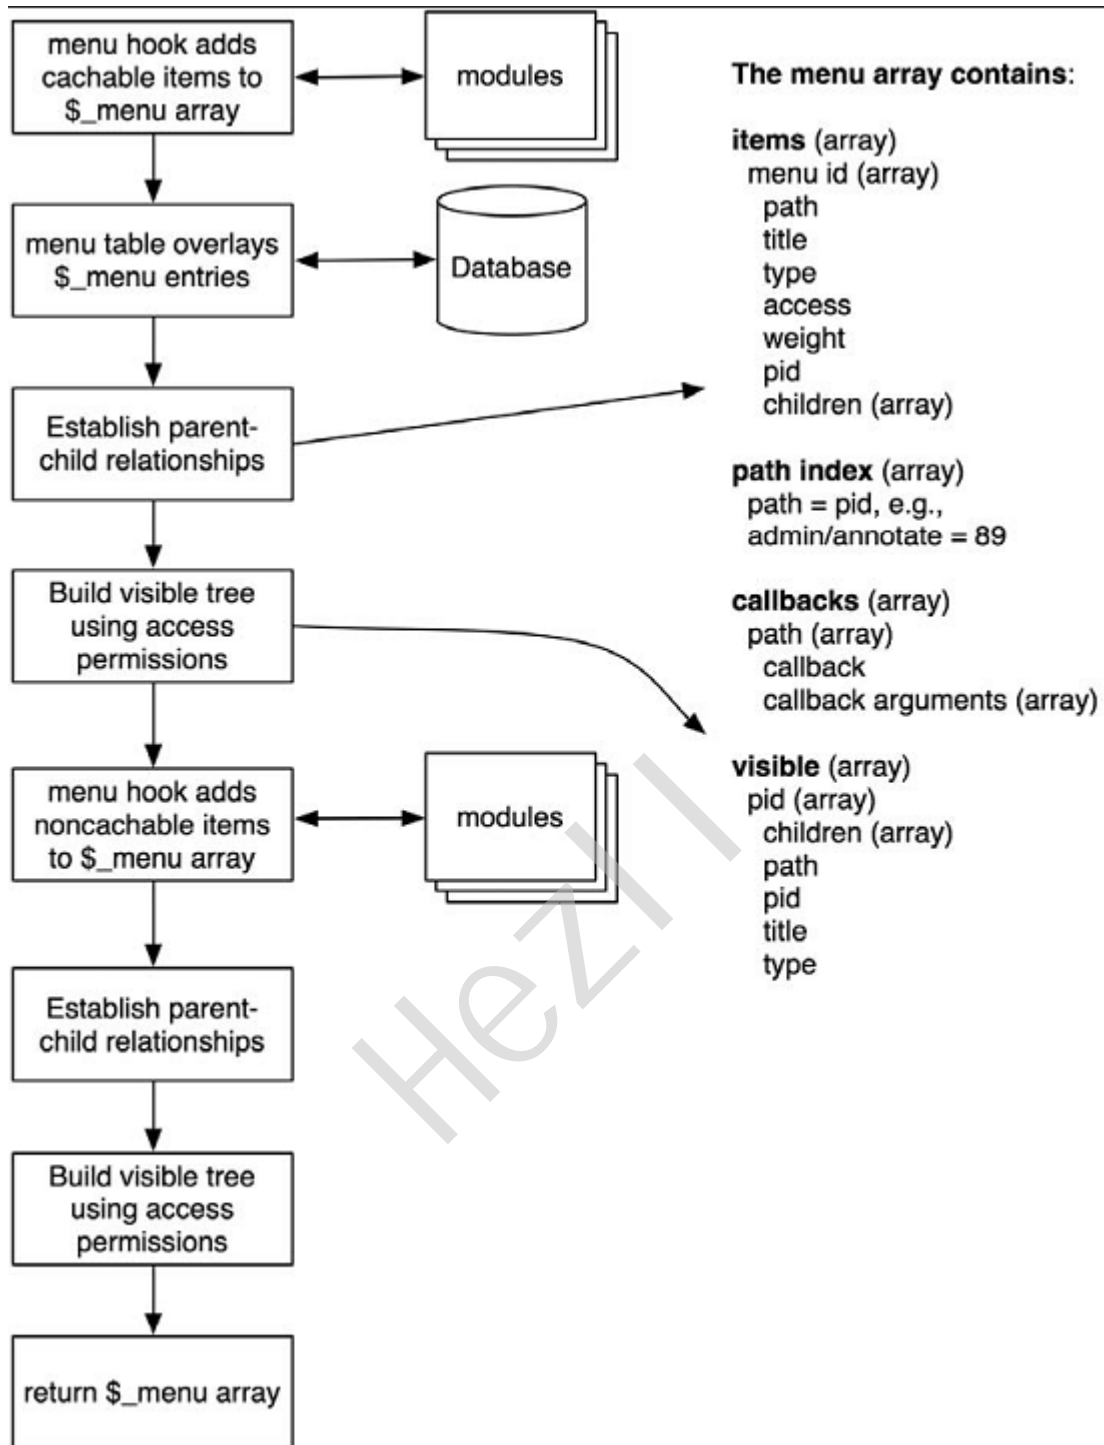 menu hook adds
cachable items to
$_menu array
modules
menu table overlays
$_menu entries
Database
Establish parent-
child relationships
Build visible tree
using access
permissions
menu hook adds
noncachable items
to $_menu array
modules
Establish parent-
child relationships
Build visible tree
using access
permissions
return $_menu array
The menu array contains:
items (array)
menu id (array)
path
title
type
access
weight
pid
children (array)
path index (array)
path = pid, e.g.,
admin/annotate = 89
callbacks (array)
path (array)
callback
callback arguments (array)
visible (array)
pid (array)
children (array)
path
pid
title
type